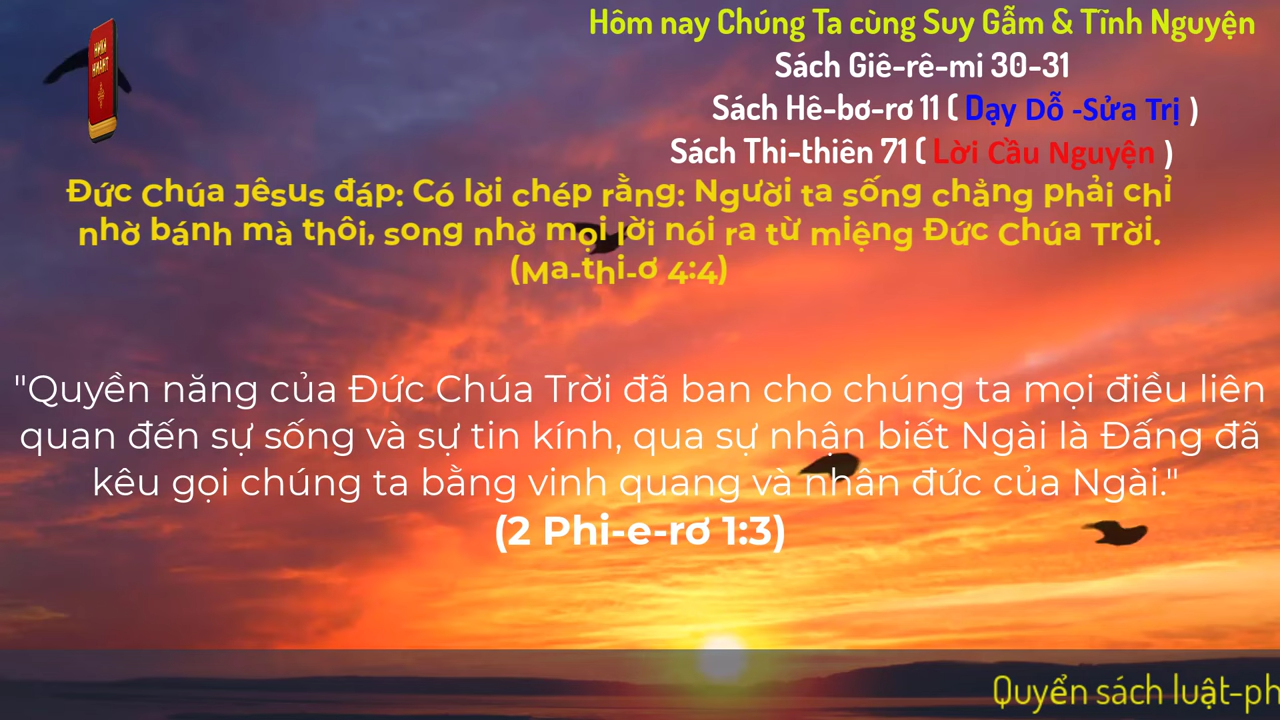 Hôm nay Chúng Ta cùng Suy Gẫm & Tĩnh Nguyện
Sách Giê-rê-mi 30-31
Sách Hê-bơ-rơ 11 ( Dạy Dỗ -Sửa Trị )
Sách Thi-thiên 71 ( Lời Cầu Nguyện )
Đức Chúa Jêsus đáp: Có lời chép rằng: Người ta sống chẳng phải chỉ
nhờ bánh mà thôi, song nhờ mọi lời nói ra từ miệng Đức Chúa Trời.
(Ma-thi-ơ 4:4)
"Quyền năng của Đức Chúa Trời đã ban cho chúng ta mọi điều liên
quan đến sự sống và sự tin kính, qua sự nhận biết Ngài là Đấng đã
kêu gọi chúng ta bằng vinh quang và nhân đức của Ngài."
(2 Phi-e-rơ 1:3)
Quyển sách luật-ph